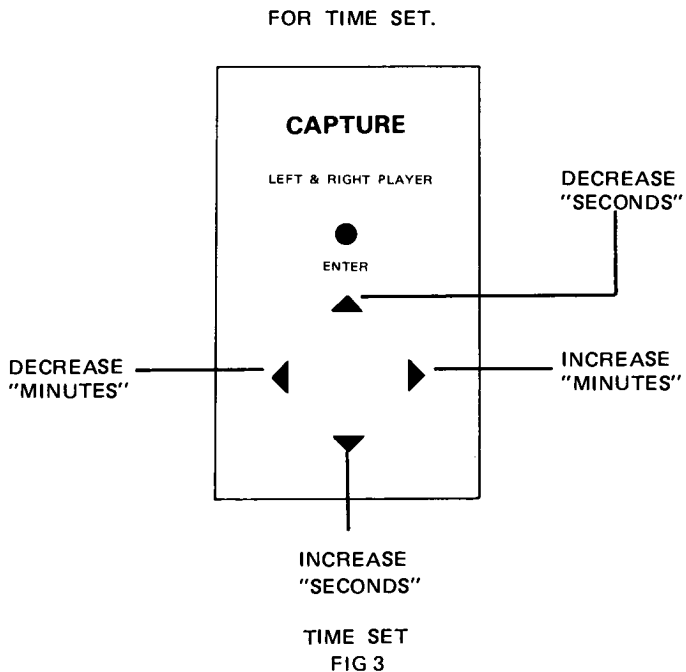 FOR TIME SET.
CAPTURE
LEFT & RIGHT PLAYER
DECREASE
"SECONDS"
ENTER
DECREASE
"MINUTES"
INCREASE
"MINUTES"
INCREASE
"SECONDS"
TIME SET
FIG 3